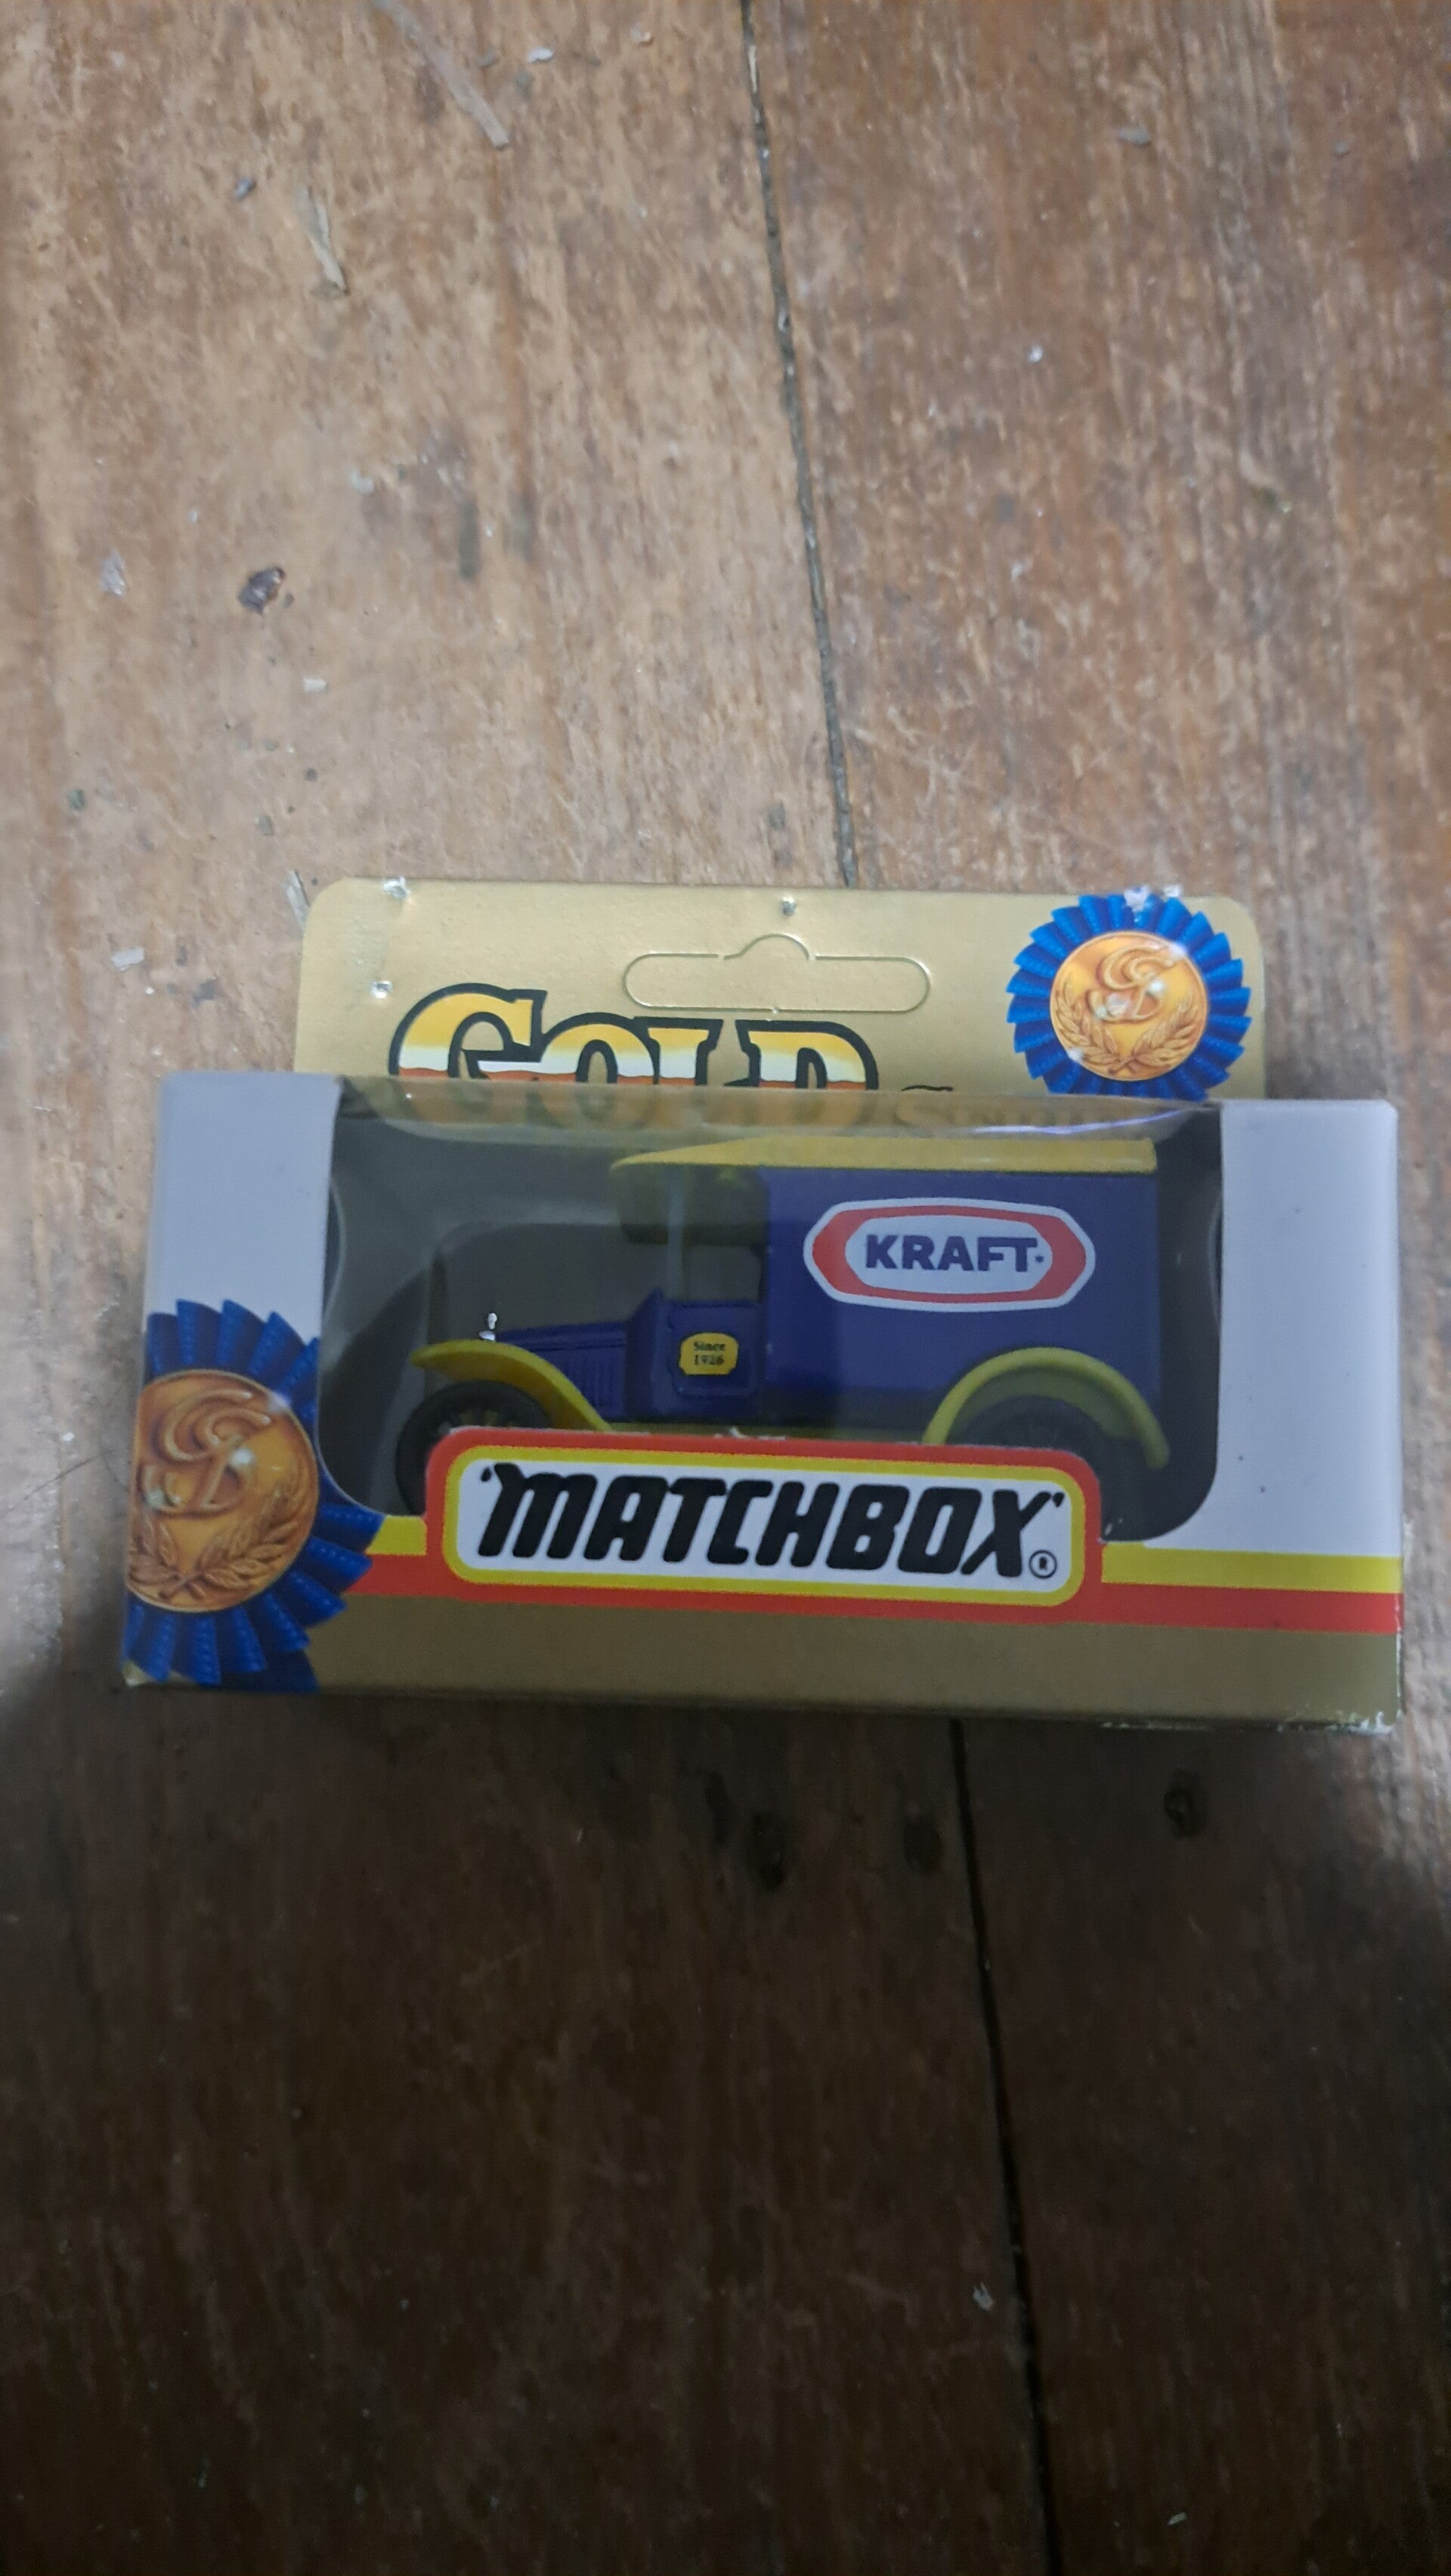 GOLD
KRAFT
Since
1926
'MATCHBOX'®